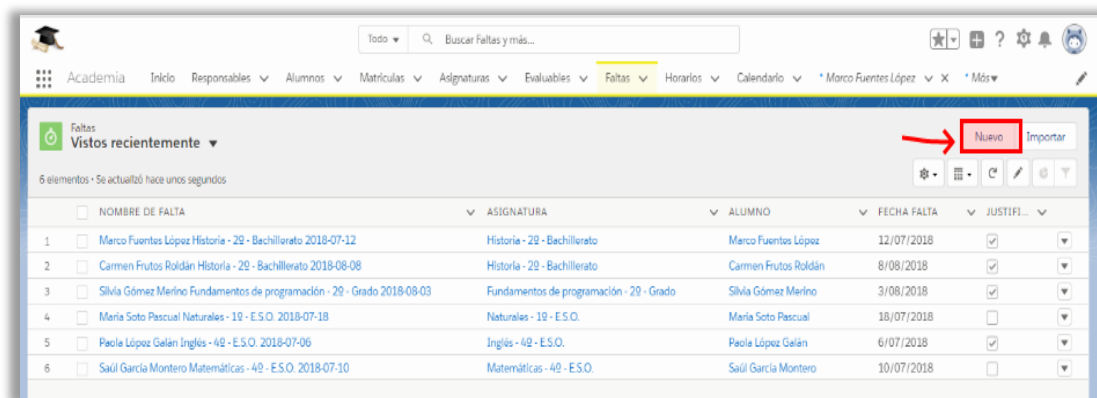 Todo Buscar Faltas y más...
Academia Inicio Responsables Alumnos Matrículas Asignaturas Evaluables Faltas Horarios Calendario * Marco Fuentes López * Más
Faltas
Vistos recientemente
Nuevo Importar
6 elementos • Se actualizó hace unos segundos
NOMBRE DE FALTA ASIGNATURA ALUMNO FECHA FALTA JUSTIFI...
1 Marco Fuentes López Historia - 2º - Bachillerato 2018-07-12 Historia - 2º - Bachillerato Marco Fuentes López 12/07/2018
2 Carmen Frutos Roldán Historia - 2º - Bachillerato 2018-08-08 Historia - 2º - Bachillerato Carmen Frutos Roldán 8/08/2018
3 Silvia Gómez Merino Fundamentos de programación - 2º - Grado 2018-08-03 Fundamentos de programación - 2º - Grado Silvia Gómez Merino 3/08/2018
4 Maria Soto Pascual Naturales - 1º - E.S.O. 2018-07-18 Naturales - 1º - E.S.O. Maria Soto Pascual 18/07/2018
5 Paola López Galán Inglés - 4º - E.S.O. 2018-07-06 Inglés - 4º - E.S.O. Paola López Galán 6/07/2018
6 Saúl García Montero Matemáticas - 4º - E.S.O. 2018-07-10 Matemáticas - 4º - E.S.O. Saúl García Montero 10/07/2018